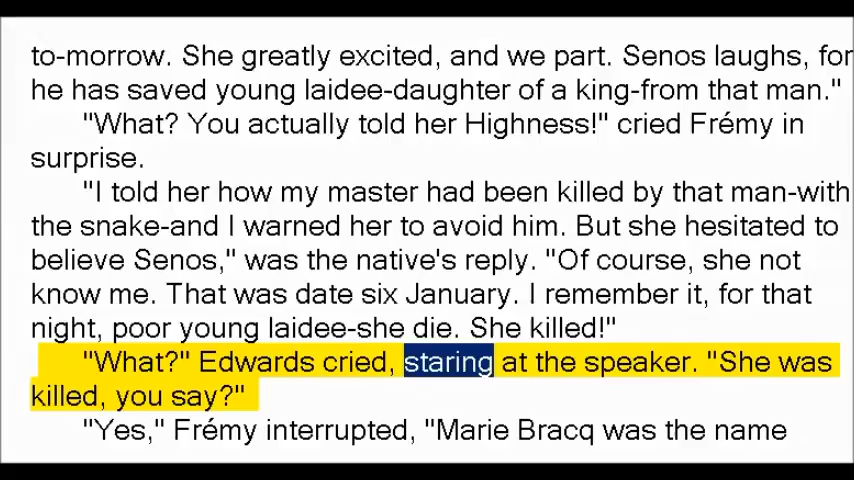 to-morrow. She greatly excited, and we part. Senos laughs, for
he has saved young laidee-daughter of a king-from that man."
"What? You actually told her Highness!" cried Frémy in
surprise.
"I told her how my master had been killed by that man-with
the snake-and I warned her to avoid him. But she hesitated to
believe Senos," was the native's reply. "Of course, she not
know me. That was date six January. I remember it, for that
night, poor young laidee-she die. She killed!"
"What?" Edwards cried, staring at the speaker. "She was
killed, you say?"
"Yes," Frémy interrupted, "Marie Bracq was the name